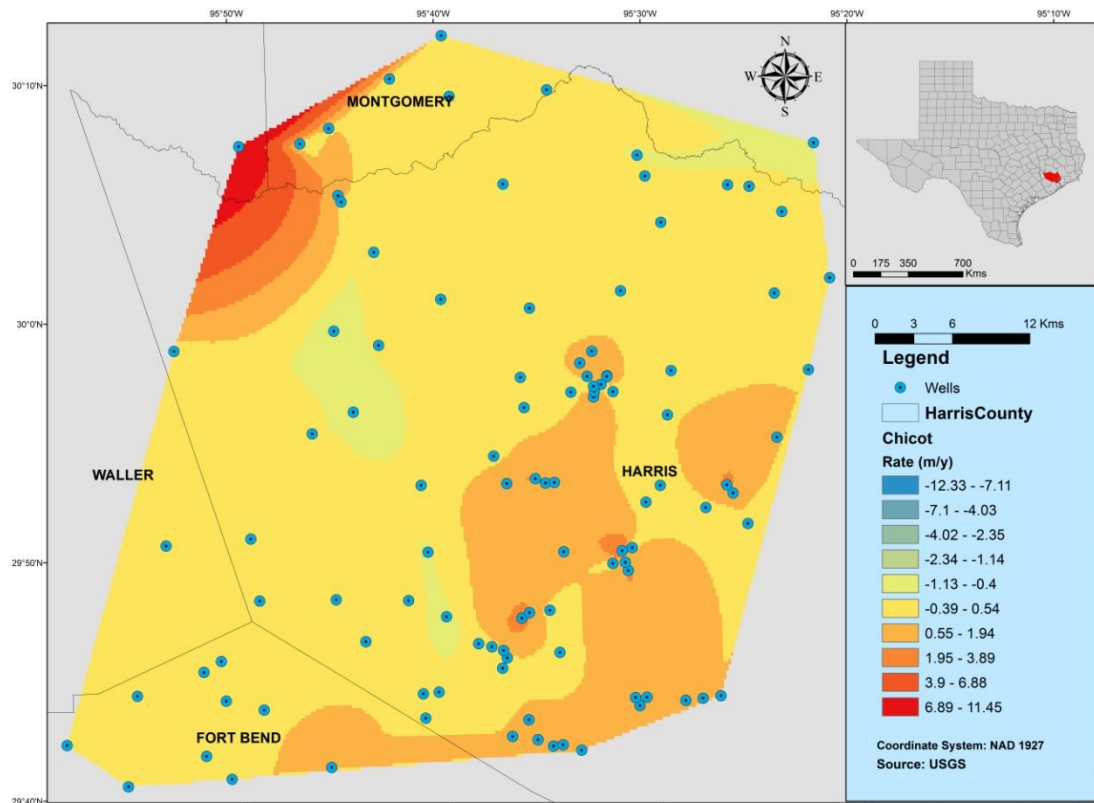 95°50'W 95°40'W 95°30'W 95°20'W 95°10'W
30°10'N
30°0'N
29°50'N
29°40'N
N
W E
S
MONTGOMERY
WALLER
HARRIS
FORT BEND
0 175 350 700
Kms
0 3 6 12 Kms
Legend
Wells
HarrisCounty
Chicot
Rate (m/y)
-12.33 - -7.11
-7.1 - -4.03
-4.02 - -2.35
-2.34 - -1.14
-1.13 - -0.4
-0.39 - 0.54
0.55 - 1.94
1.95 - 3.89
3.9 - 6.88
6.89 - 11.45
Coordinate System: NAD 1927
Source: USGS